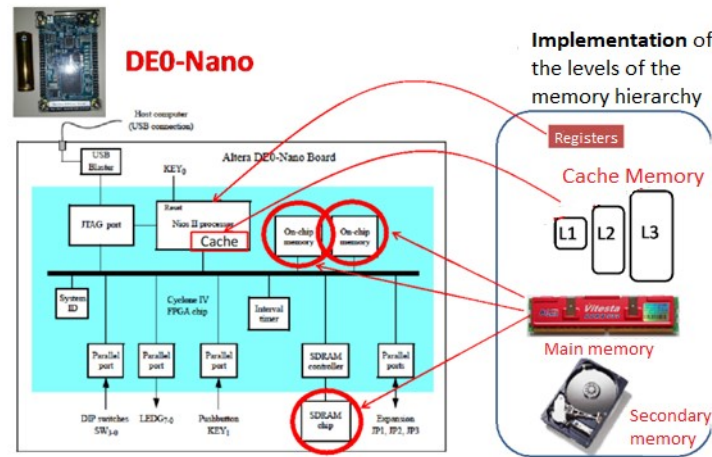 DE0-Nano
Implementation of
the levels of the
memory hierarchy
Host computer
(USB connection)
USB
Blaster
Altera DE0-Nano Board
KEY0
Reset
JTAG port
Nios II processor
Cache
On-chip
memory
On-chip
memory
Registers
Cache Memory
L1
L2
L3
System
ID
Cyclone IV
FPGA chip
Interval
timer
Vitesta
Main memory
Parallel
port
Parallel
port
Parallel
port
SDRAM
controller
Parallel
ports
DIP switches
SW3-0
LEDG7-0
Pushbutton
KEY1
SDRAM
chip
Expansion
JP1, JP2, JP3
Secondary
memory